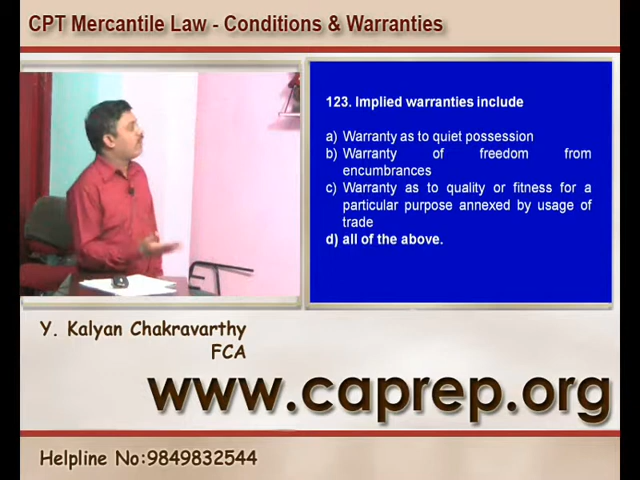 CPT Mercantile Law - Conditions & Warranties
123. Implied warranties include
a) Warranty as to quiet possession
b) Warranty of freedom from
encumbrances
c) Warranty as to quality or fitness for a
particular purpose annexed by usage of
trade
d) all of the above.
Y. Kalyan Chakravarthy
FCA
www.caprep.org
Helpline No:9849832544